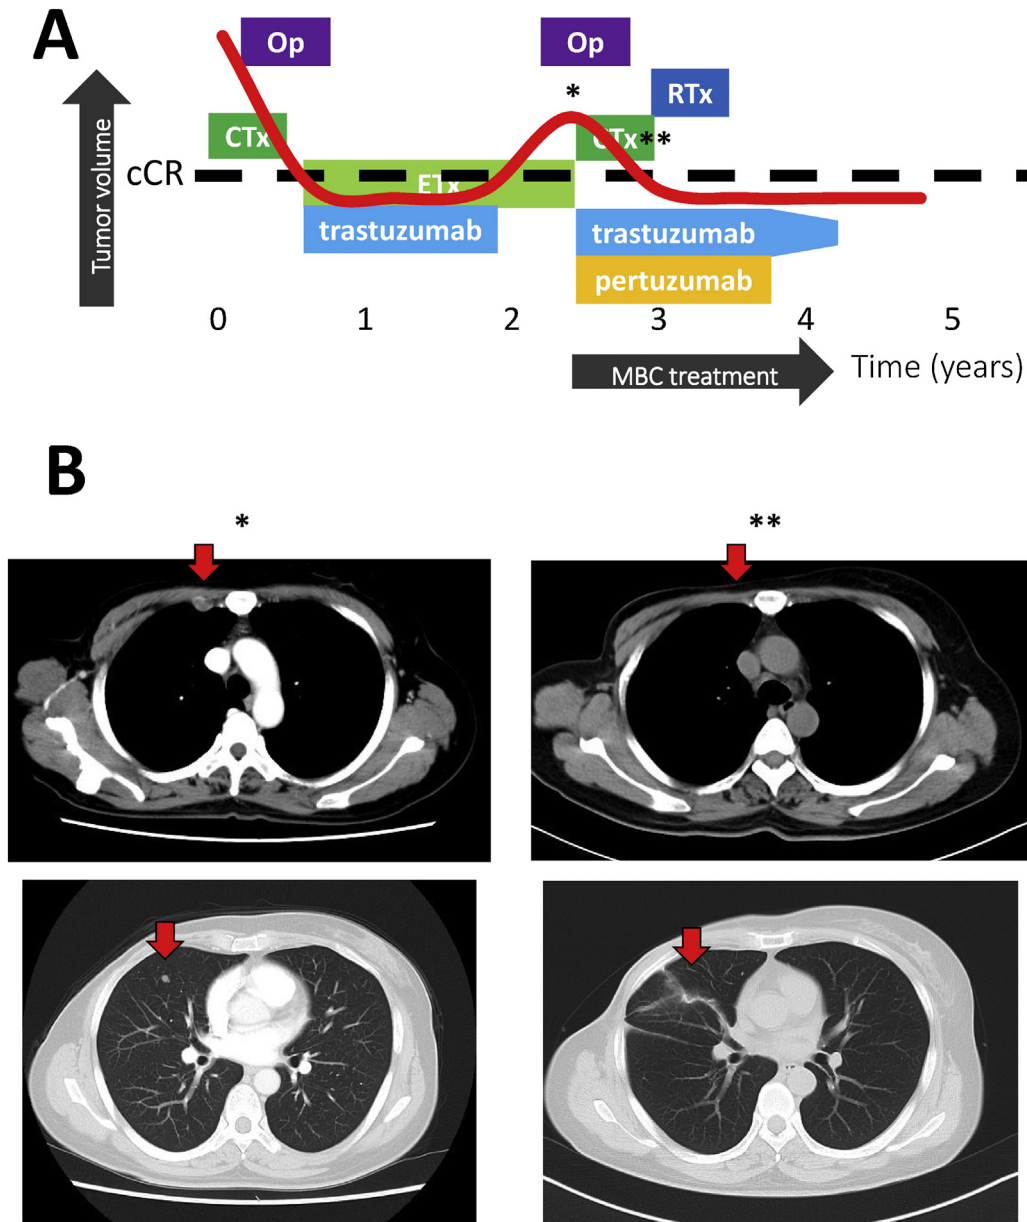 A
Op
Op
*
RTx
CTx
CTx**
Tumor volume
cCR
ETx
trastuzumab
trastuzumab
pertuzumab
0 1 2 3 4 5
MBC treatment
Time (years)
B
*
**